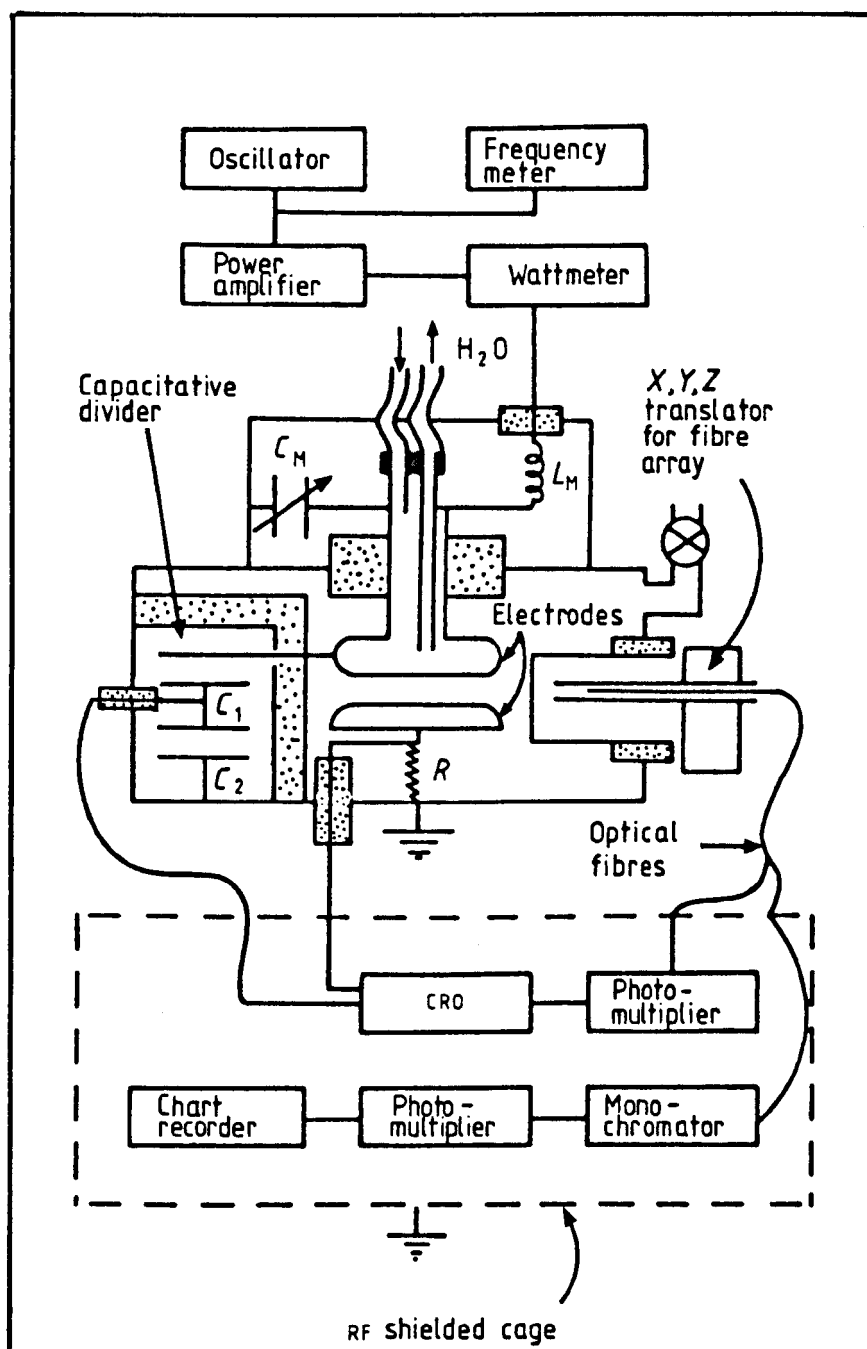 Oscillator
Frequency
meter
Power
amplifier
Wattmeter
H2O
Capacitative
divider
X,Y,Z
translator
for fibre
array
CM
LM
Electrodes
C1
C2
R
Optical
fibres
CRO
Photo-
multiplier
Chart
recorder
Photo-
multiplier
Mono-
chromator
RF shielded cage